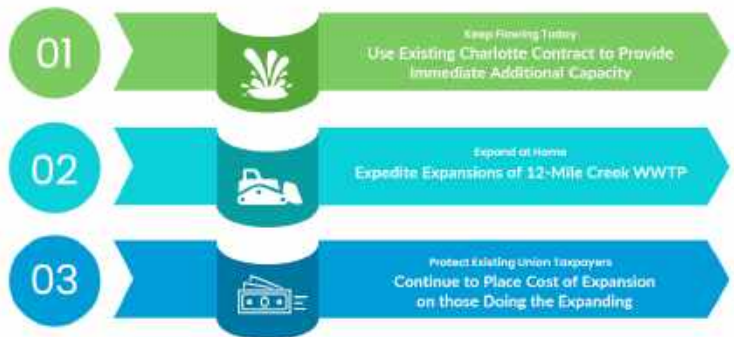 01
Keep Flowing Today
Use Existing Charlotte Contract to Provide
Immediate Additional Capacity
02
Expand at Home
Expedite Expansions of 12-Mile Creek WWTP
03
Protect Existing Union Taxpayers
Continue to Place Cost of Expansion
on those Doing the Expanding